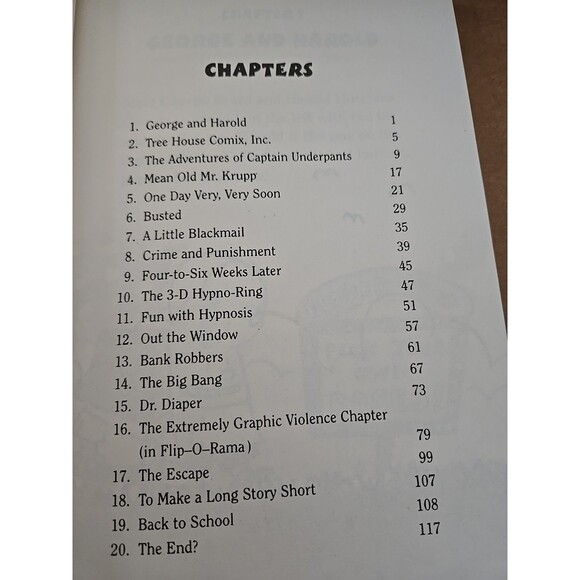 CHAPTERS
1. George and Harold 1
2. Tree House Comix, Inc. 5
3. The Adventures of Captain Underpants 9
4. Mean Old Mr. Krupp 17
5. One Day Very, Very Soon 21
6. Busted 29
7. A Little Blackmail 35
8. Crime and Punishment 39
9. Four-to-Six Weeks Later 45
10. The 3-D Hypno-Ring 47
11. Fun with Hypnosis 51
12. Out the Window 57
13. Bank Robbers 61
14. The Big Bang 67
15. Dr. Diaper 73
16. The Extremely Graphic Violence Chapter
(in Flip-O-Rama) 79
17. The Escape 99
18. To Make a Long Story Short 107
19. Back to School 108
20. The End? 117